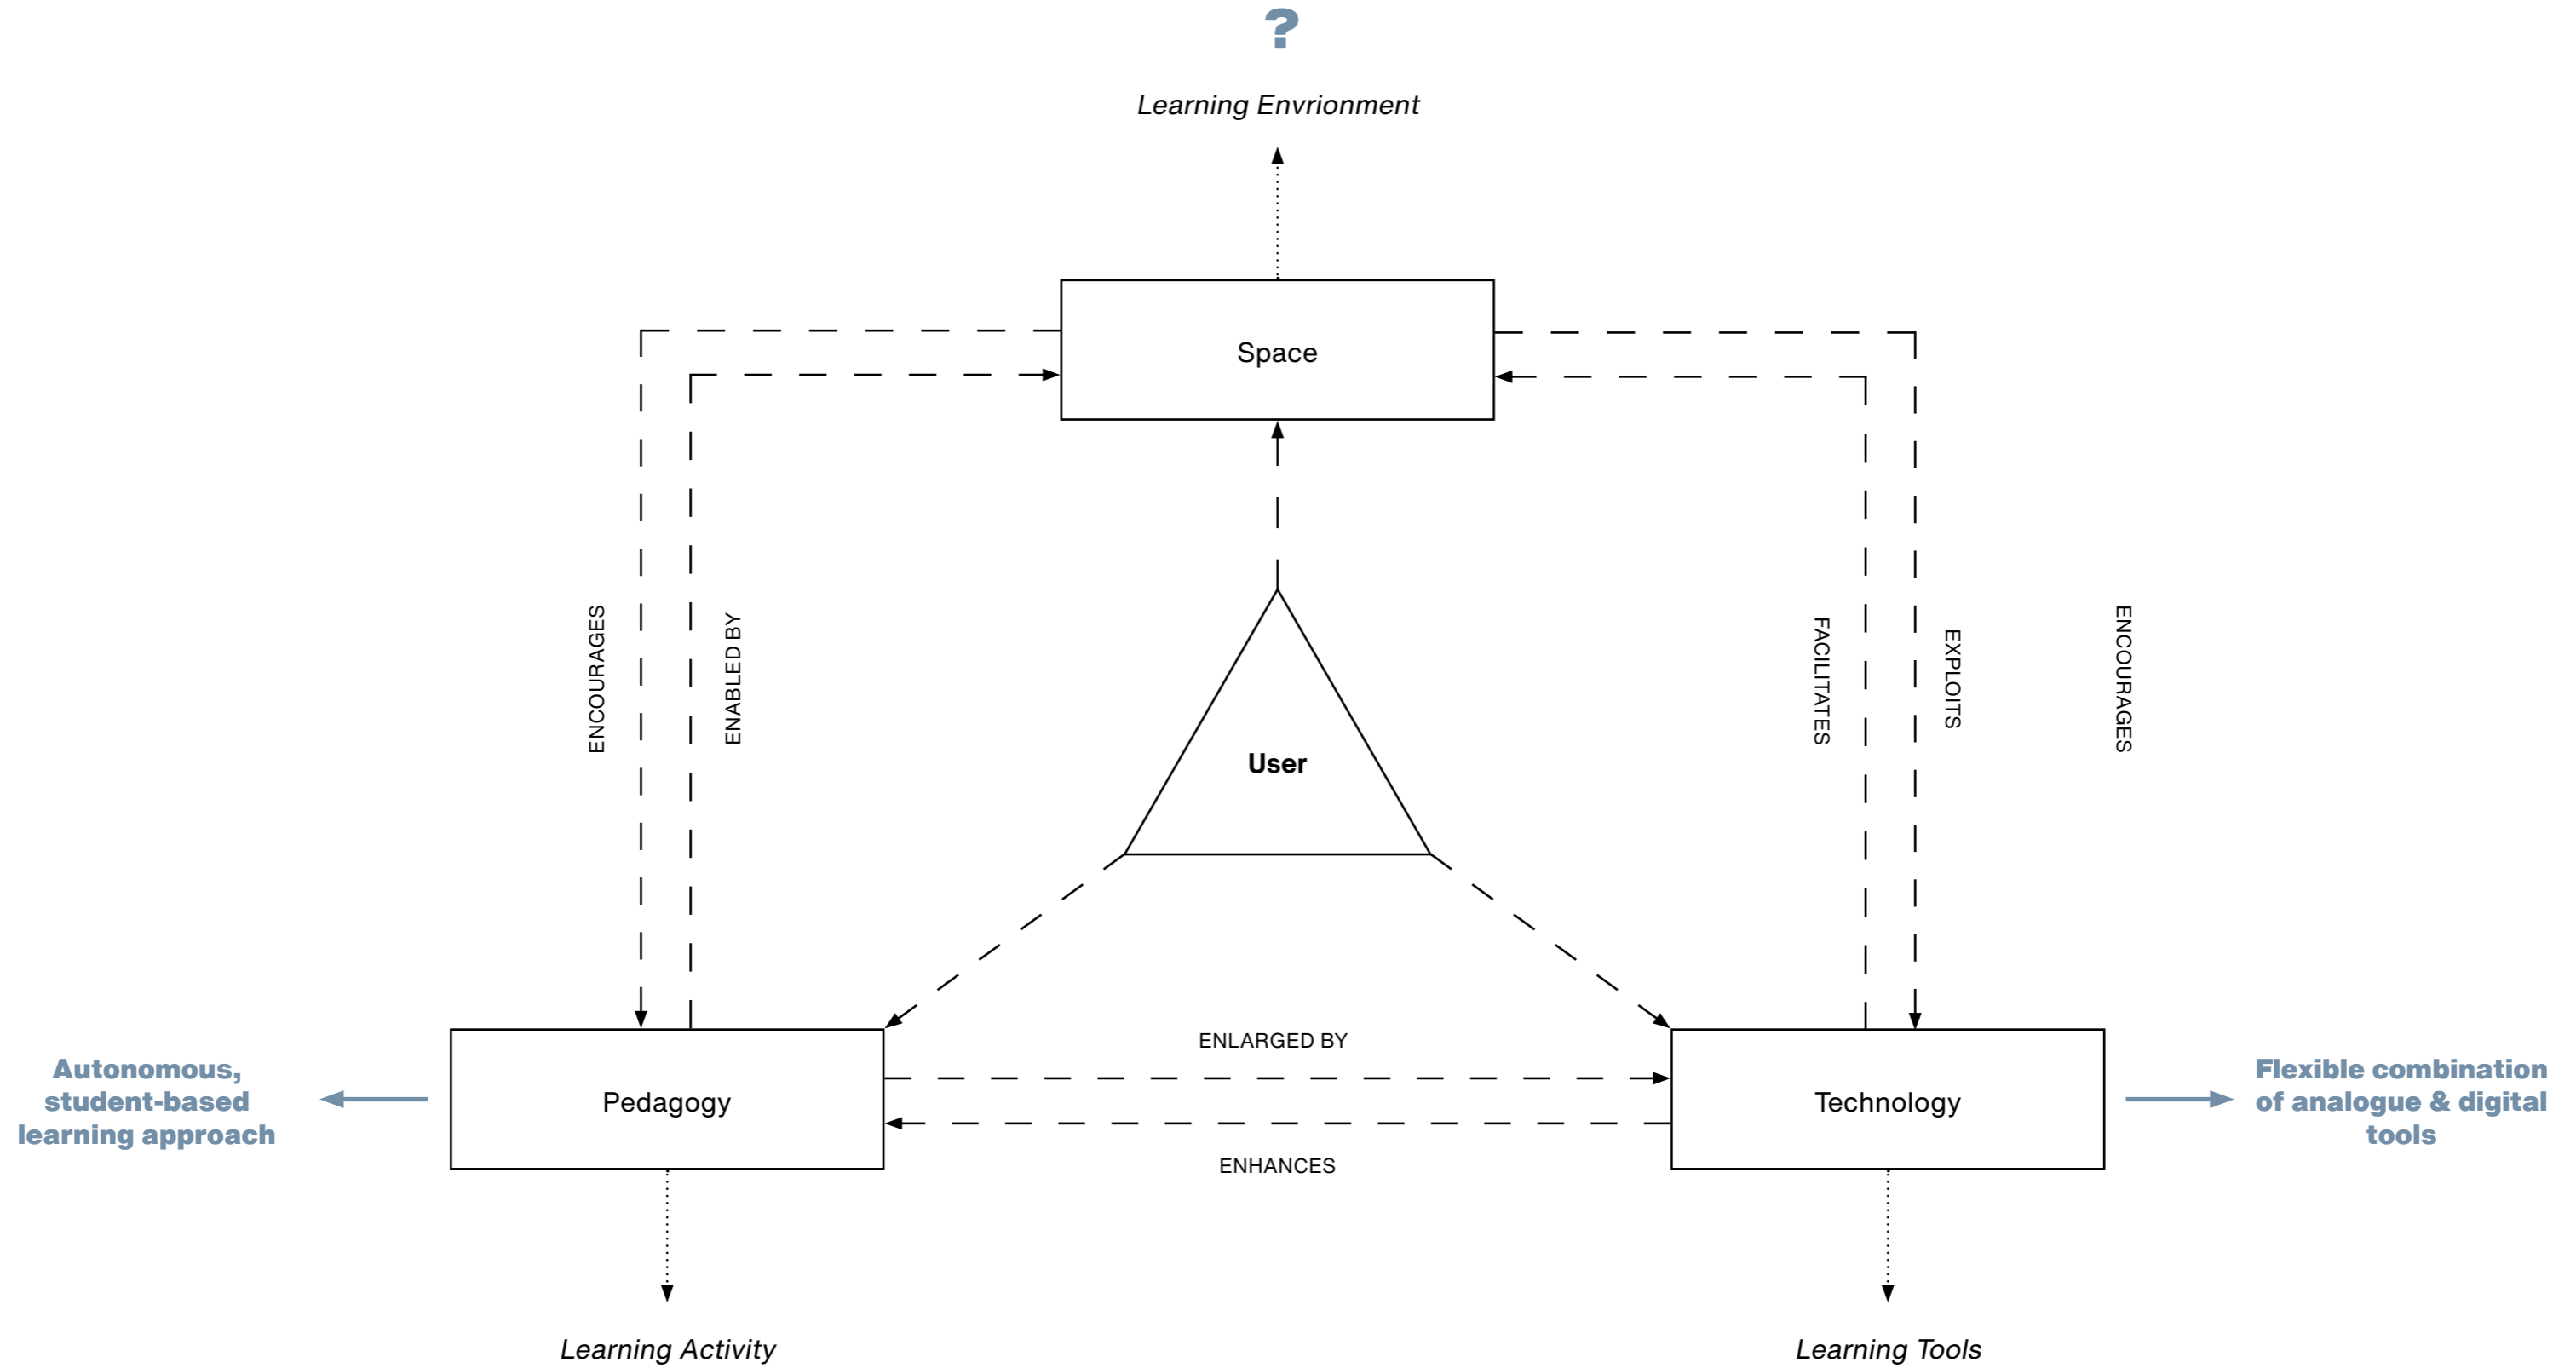 ?
Learning Envrionment
Space
ENCOURAGES
ENABLED BY
User
FACILITATES
EXPLOITS
ENCOURAGES
Autonomous,
student-based
learning approach
Pedagogy
ENLARGED BY
ENHANCES
Technology
Flexible combination
of analogue & digital
tools
Learning Activity
Learning Tools